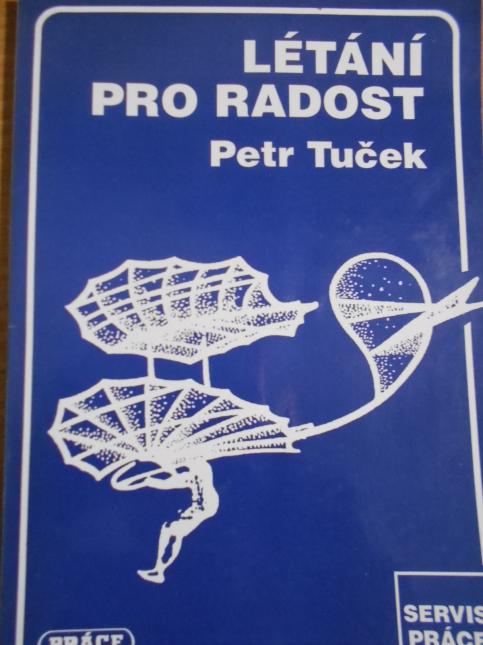 LÉTÁNÍ
PRO RADOST
Petr Tuček
SERVIS
PRÁCE
PRÁCE